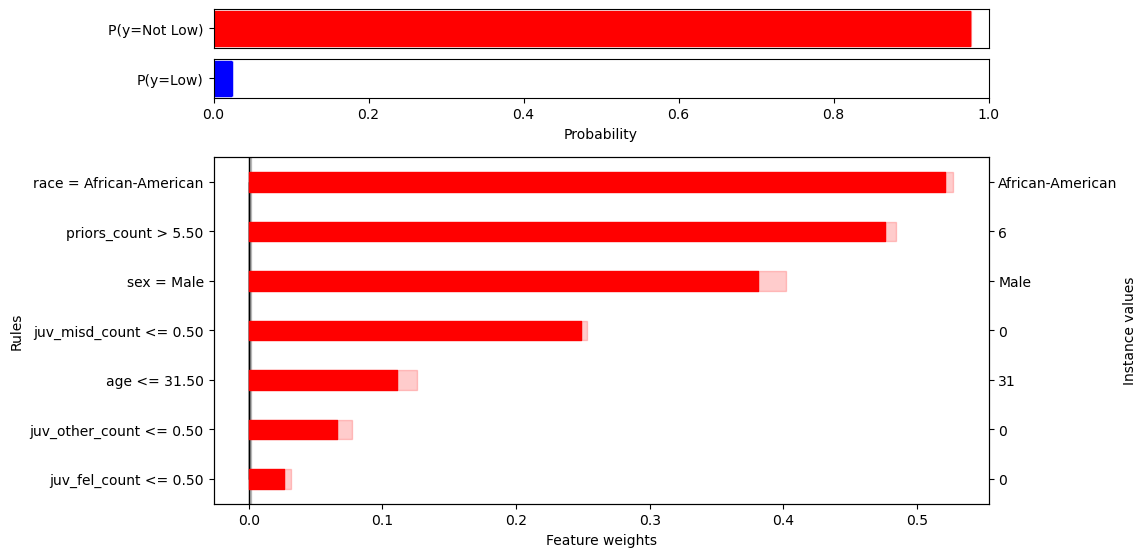 P(y=Not Low)
P(y=Low)
0.0 0.2 0.4 0.6 0.8 1.0
Probability
race = African-American African-American
priors_count > 5.50 6
sex = Male Male
juv_misd_count <= 0.50 0
age <= 31.50 31
juv_other_count <= 0.50 0
juv_fel_count <= 0.50 0
Rules
Instance values
0.0 0.1 0.2 0.3 0.4 0.5
Feature weights